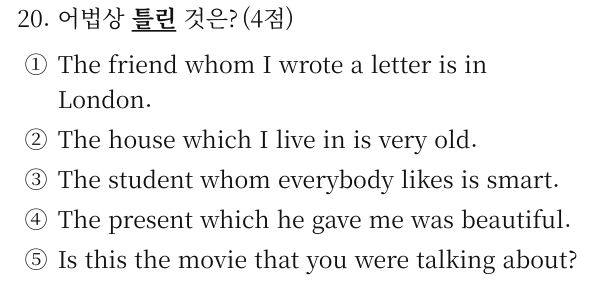 20. 어법상 틀린 것은? (4점)
① The friend whom I wrote a letter is in
London.
② The house which I live in is very old.
③ The student whom everybody likes is smart.
④ The present which he gave me was beautiful.
⑤ Is this the movie that you were talking about?